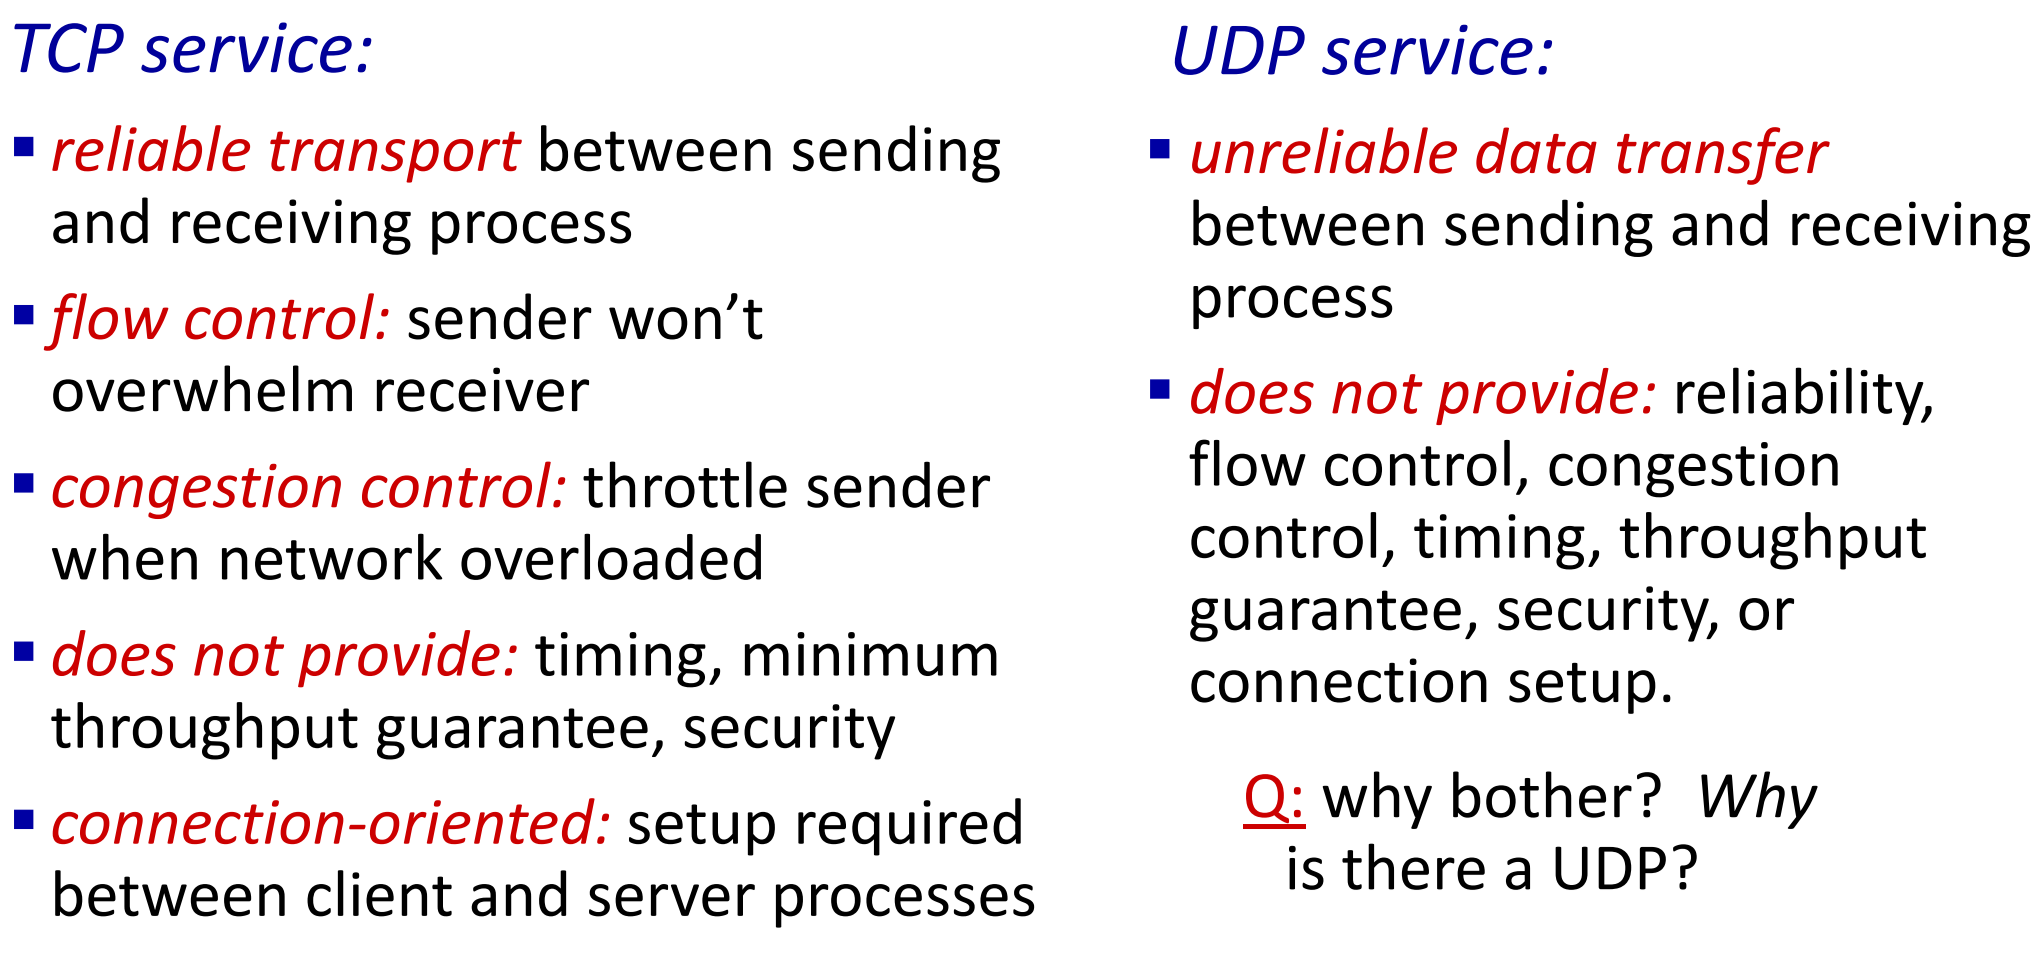 TCP service:
▪ reliable transport between sending
and receiving process
▪ flow control: sender won’t
overwhelm receiver
▪ congestion control: throttle sender
when network overloaded
▪ does not provide: timing, minimum
throughput guarantee, security
▪ connection-oriented: setup required
between client and server processes
UDP service:
▪ unreliable data transfer
between sending and receiving
process
▪ does not provide: reliability,
flow control, congestion
control, timing, throughput
guarantee, security, or
connection setup.
Q: why bother? Why
is there a UDP?